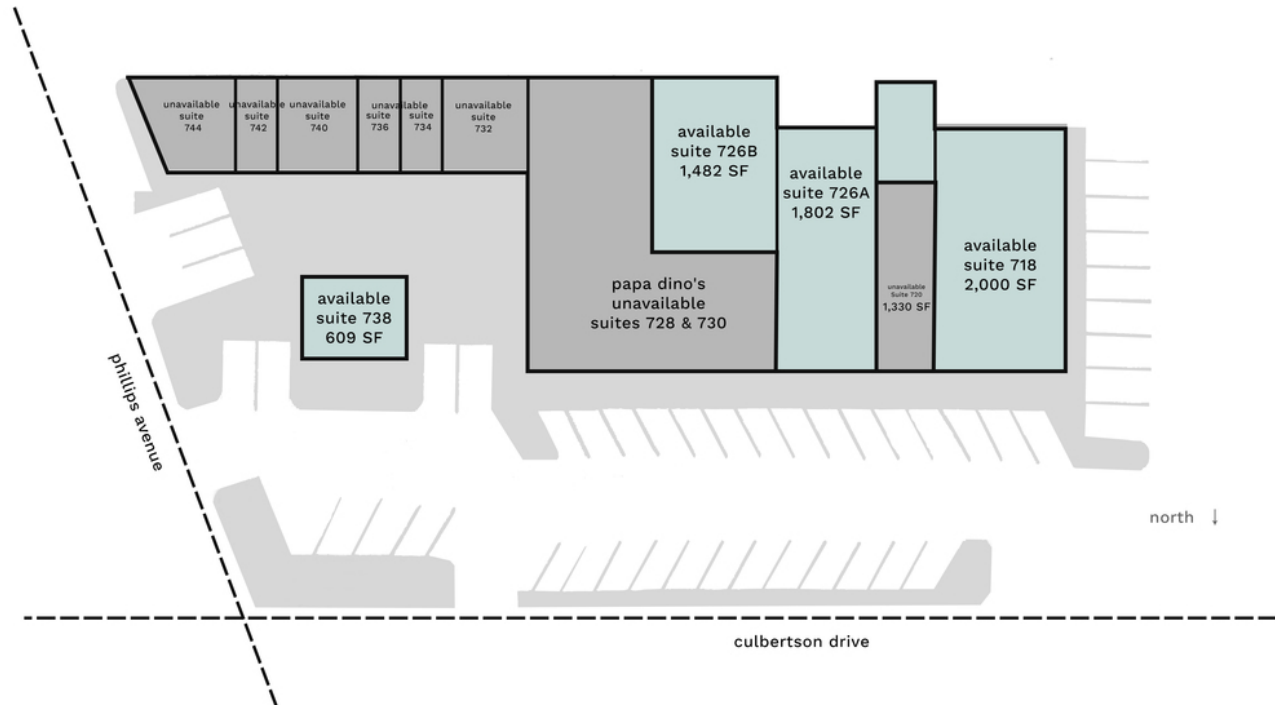 unavailable
suite
744
unavailable
suite
742
unavailable
suite
740
unavailable
suite
736
suite
734
unavailable
suite
732
available
suite 726B
1,482 SF
available
suite 726A
1,802 SF
available
suite 718
2,000 SF
unavailable
Suite 720
1,330 SF
papa dino's
unavailable
suites 728 & 730
available
suite 738
609 SF
phillips avenue
north ↓
culbertson drive